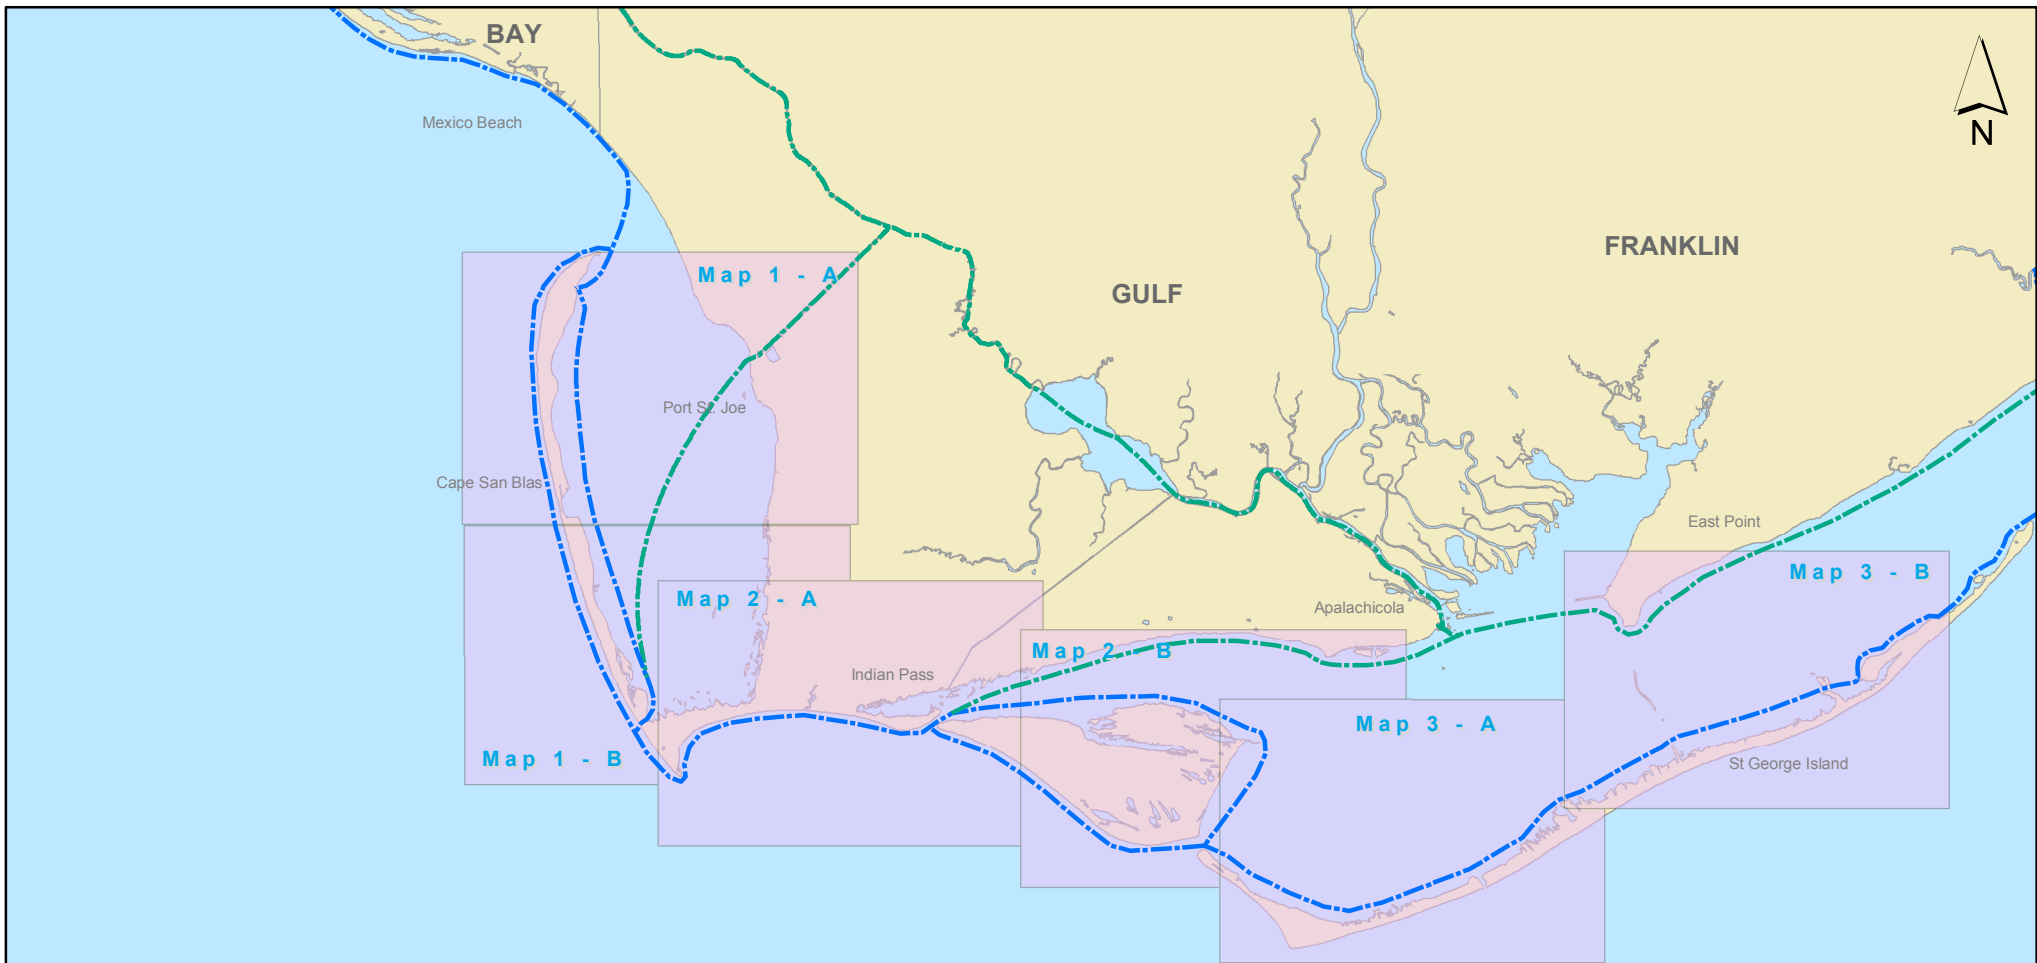 BAY
Mexico Beach
N
FRANKLIN
Map 1 - A
GULF
Port St. Joe
Cape San Blas
East Point
Map 3 - B
Map 2 - A
Apalachicola
Map 2 - B
Indian Pass
Map 3 - A
Map 1 - B
St George Island